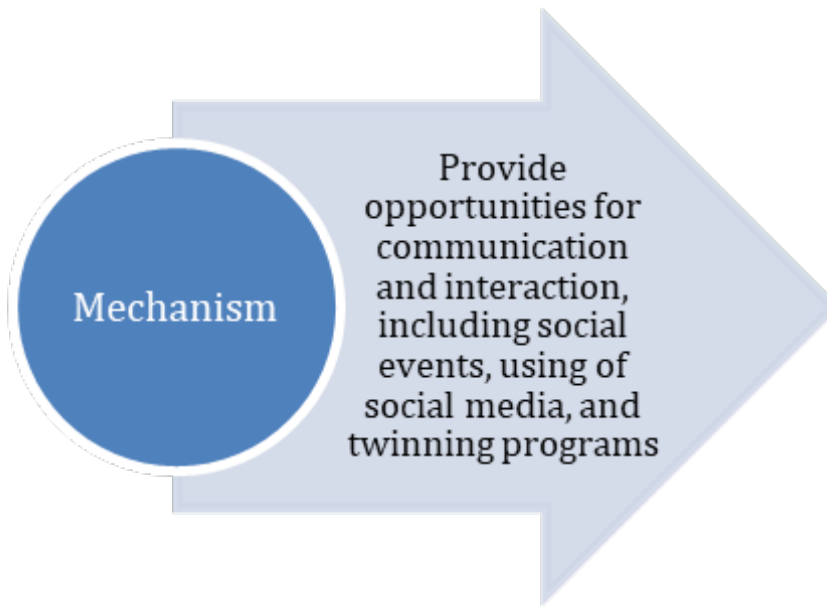 Mechanism
Provide
opportunities for
communication
and interaction,
including social
events, using of
social media, and
twinning programs